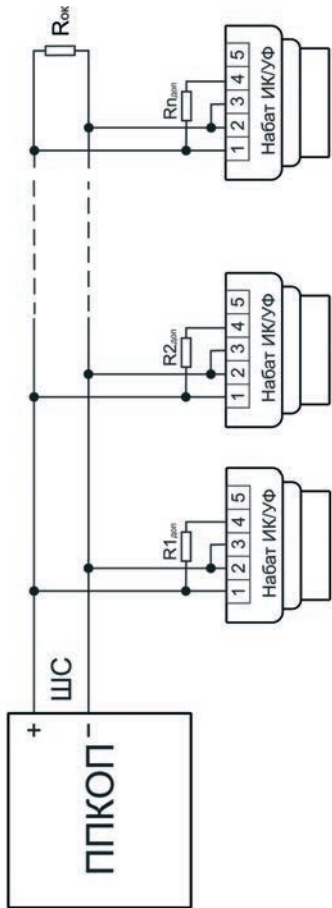 ППКОП
+
−
ШС
R1доп
1 2 3 4 5
Набат ИК/УФ
R2доп
1 2 3 4 5
Набат ИК/УФ
Rnдоп
1 2 3 4 5
Набат ИК/УФ
Rок